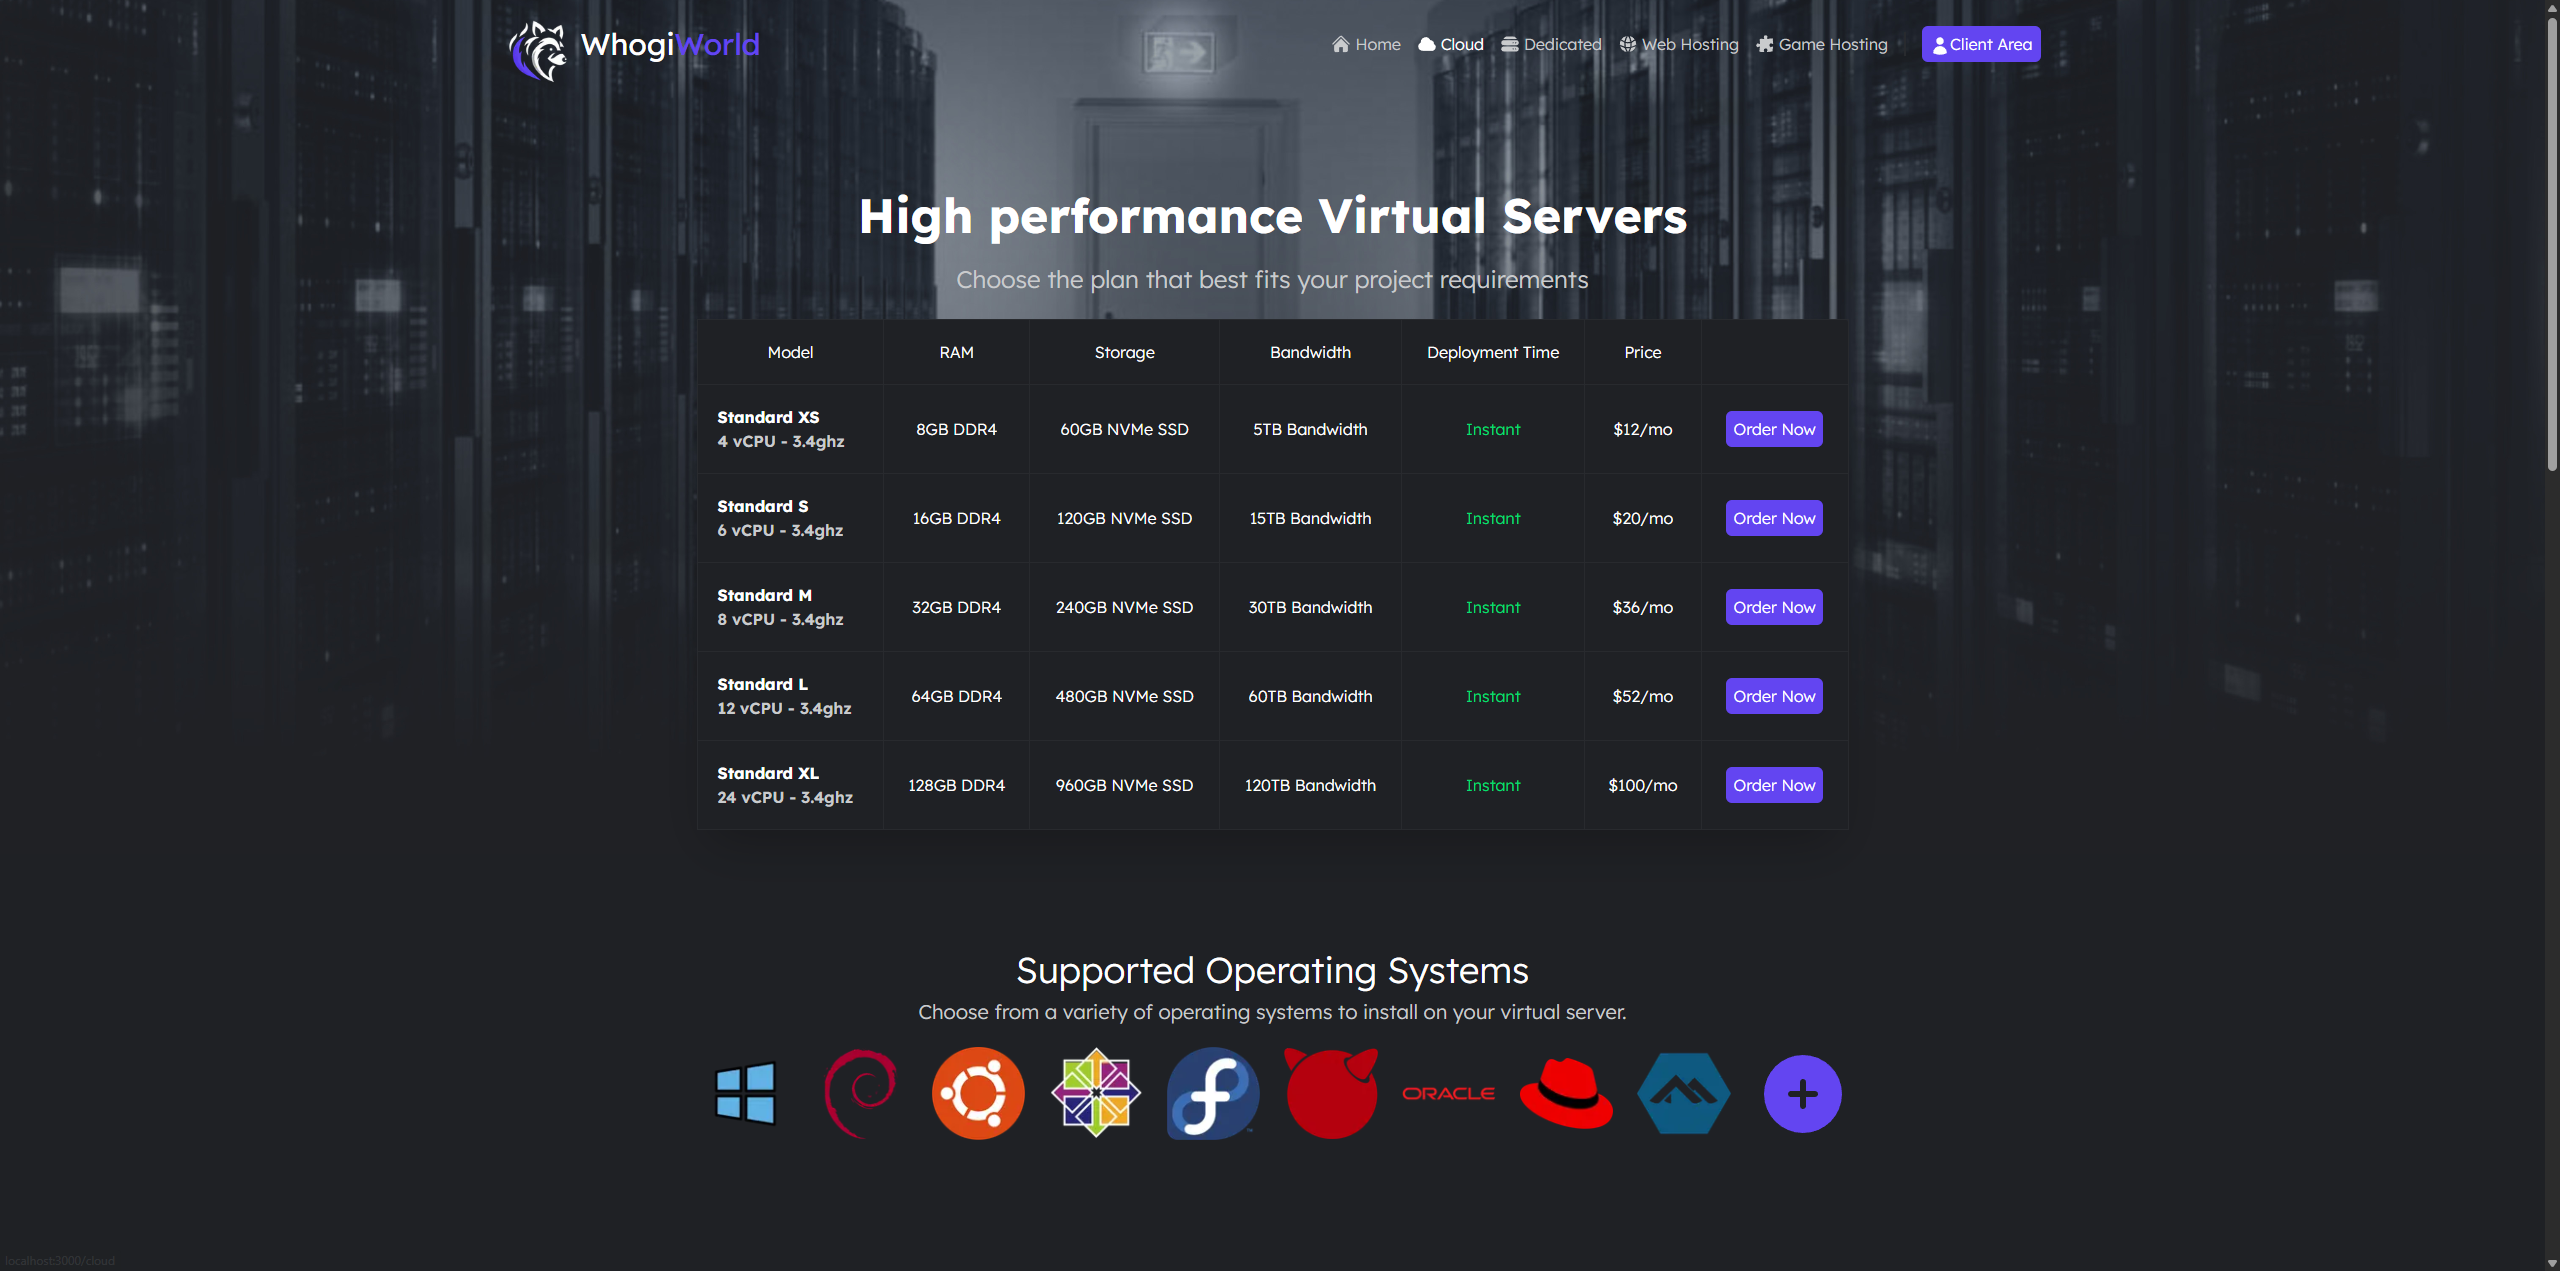 WhogiWorld
Home Cloud Dedicated Web Hosting Game Hosting Client Area
High performance Virtual Servers
Choose the plan that best fits your project requirements
Model RAM Storage Bandwidth Deployment Time Price
Standard XS
4 vCPU - 3.4ghz 8GB DDR4 60GB NVMe SSD 5TB Bandwidth Instant $12/mo Order Now
Standard S
6 vCPU - 3.4ghz 16GB DDR4 120GB NVMe SSD 15TB Bandwidth Instant $20/mo Order Now
Standard M
8 vCPU - 3.4ghz 32GB DDR4 240GB NVMe SSD 30TB Bandwidth Instant $36/mo Order Now
Standard L
12 vCPU - 3.4ghz 64GB DDR4 480GB NVMe SSD 60TB Bandwidth Instant $52/mo Order Now
Standard XL
24 vCPU - 3.4ghz 128GB DDR4 960GB NVMe SSD 120TB Bandwidth Instant $100/mo Order Now
Supported Operating Systems
Choose from a variety of operating systems to install on your virtual server.
ORACLE
localhost:3000/cloud